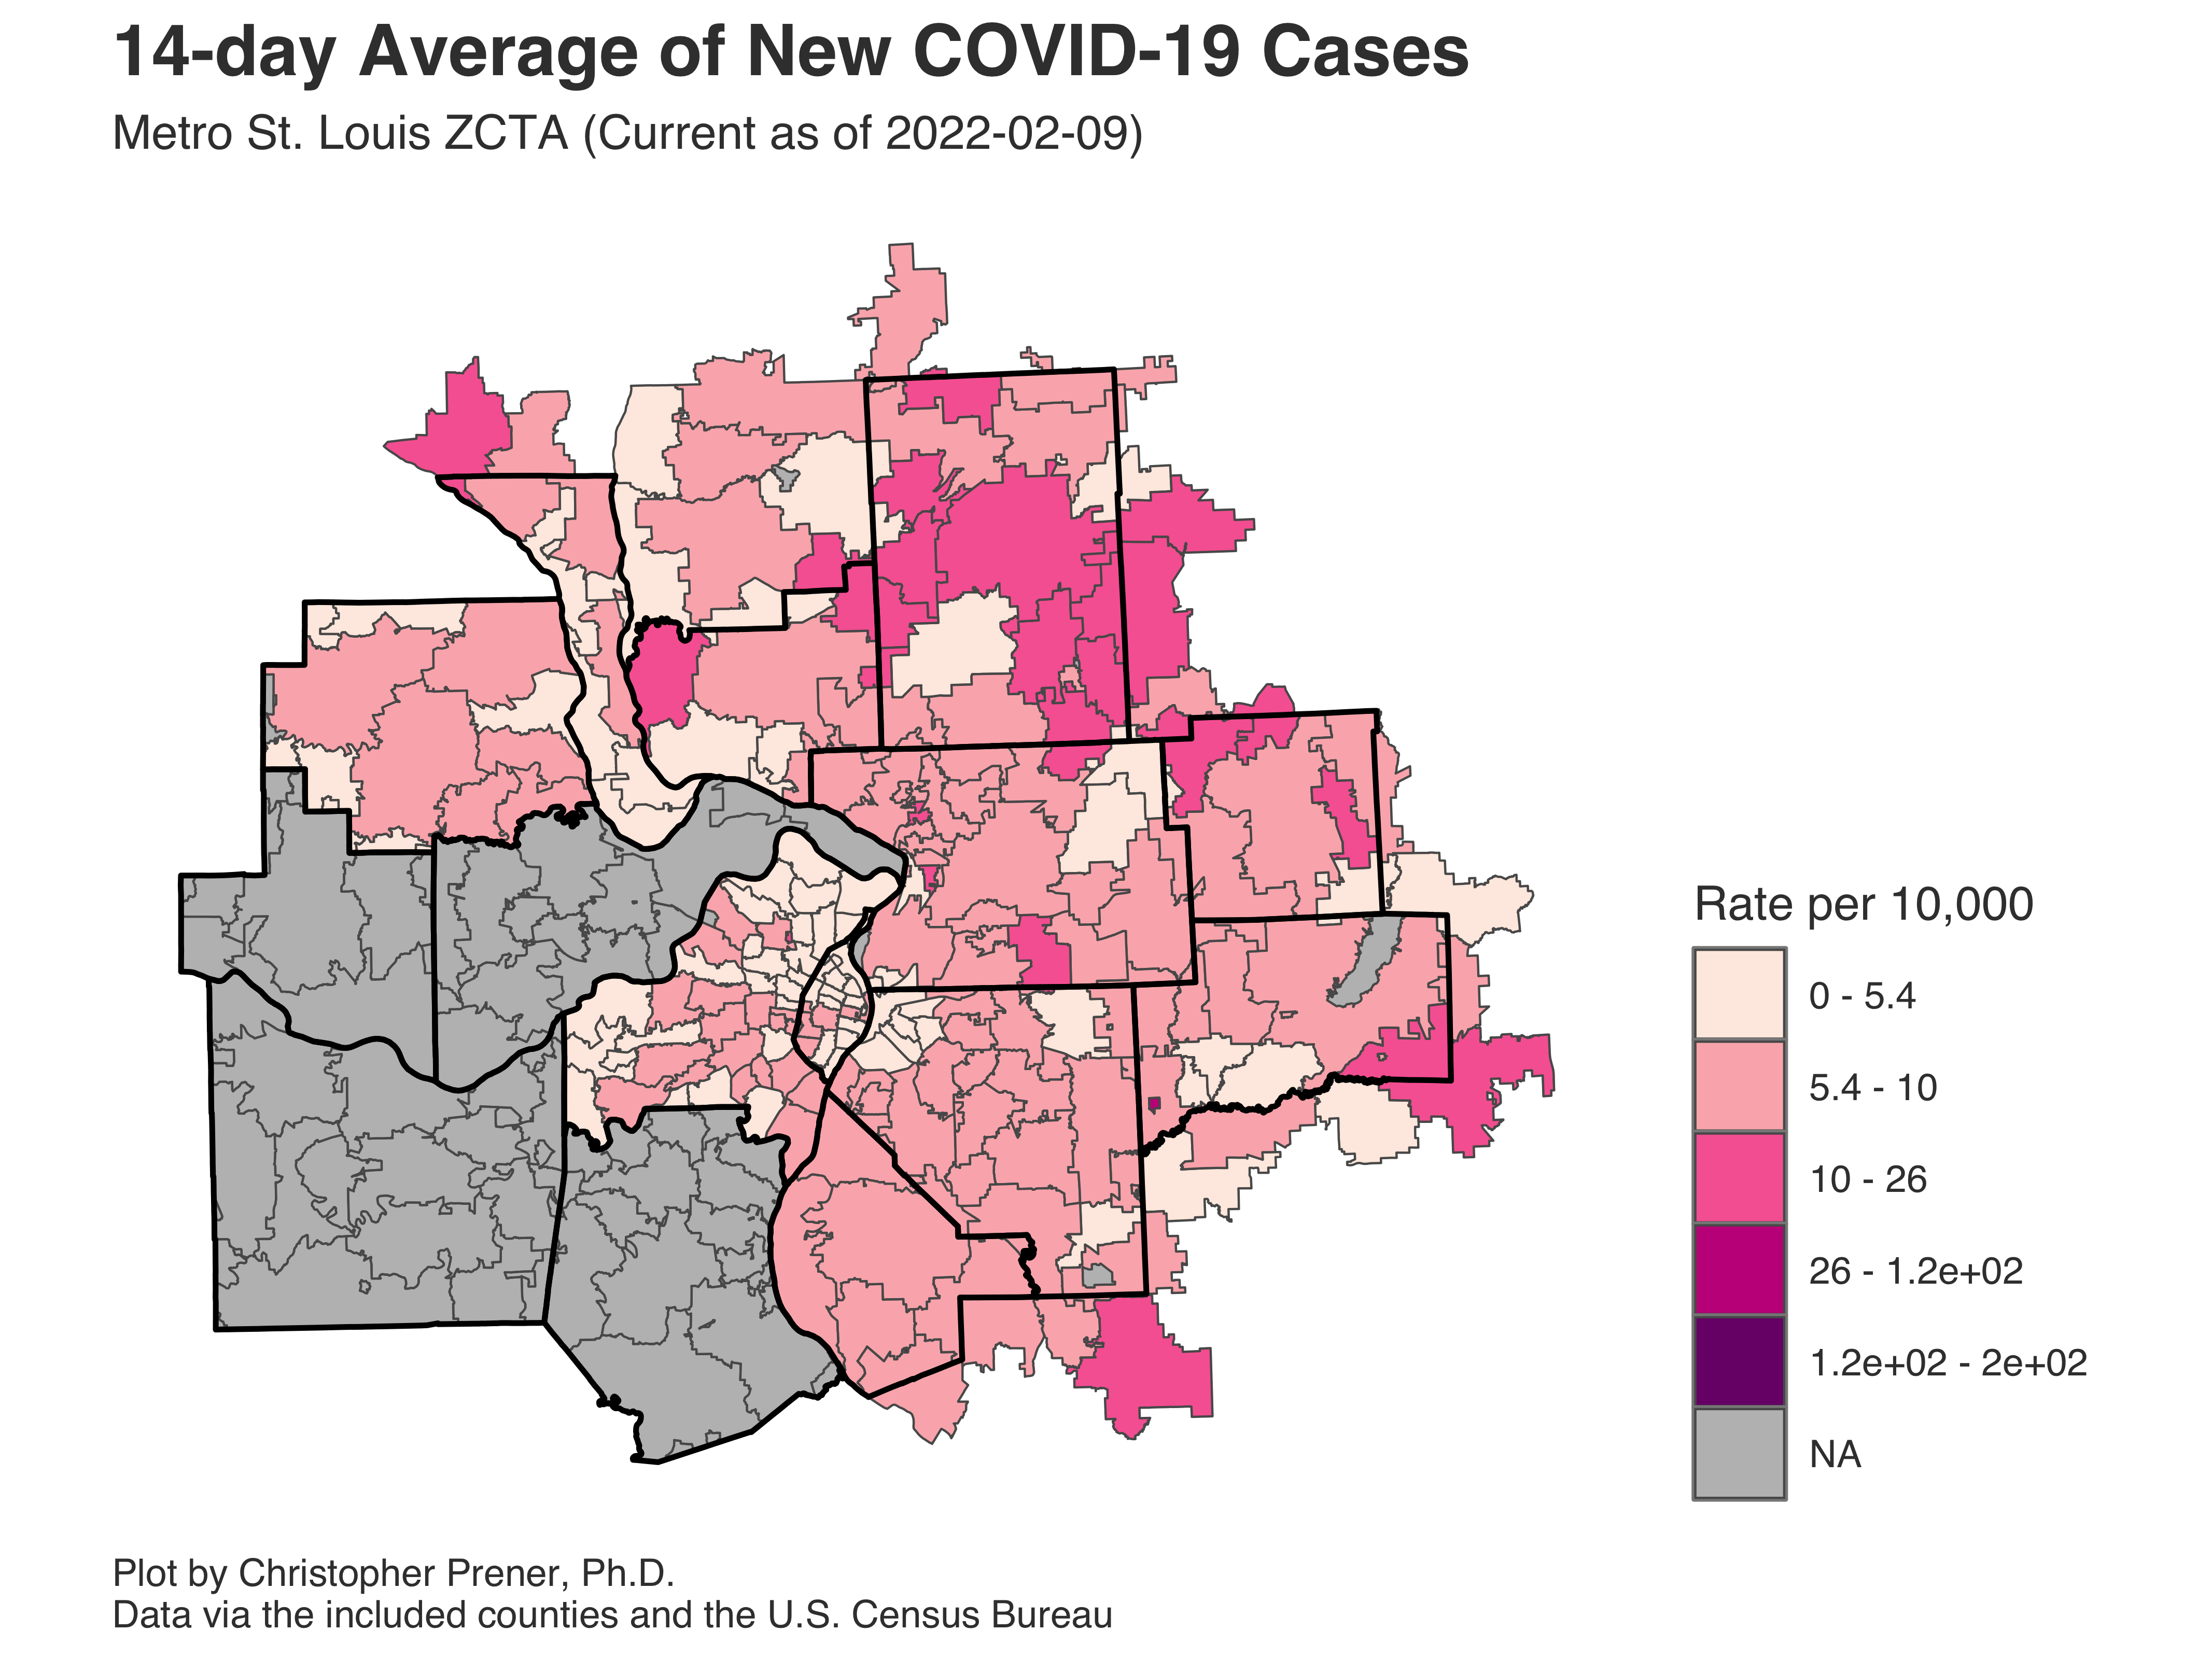 14-day Average of New COVID-19 Cases
Metro St. Louis ZCTA (Current as of 2022-02-09)
Rate per 10,000
0 - 5.4
5.4 - 10
10 - 26
26 - 1.2e+02
1.2e+02 - 2e+02
NA
Plot by Christopher Prener, Ph.D.
Data via the included counties and the U.S. Census Bureau